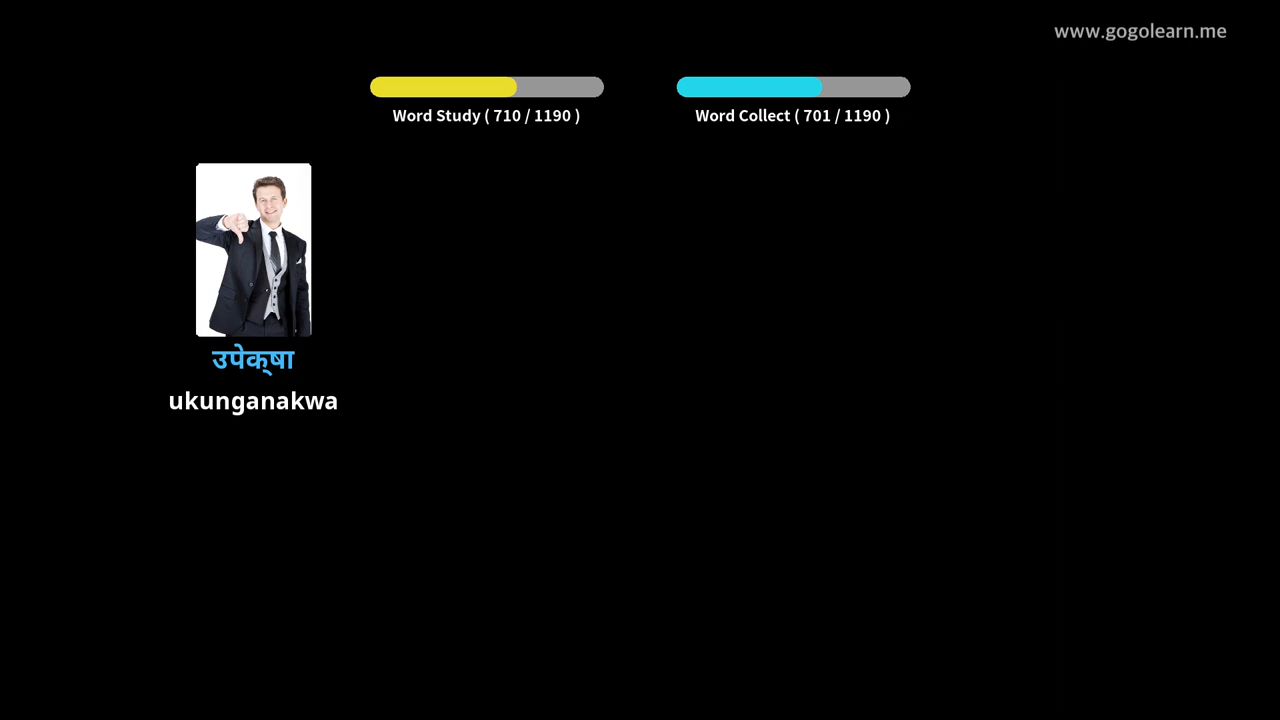 www.gogolearn.me
Word Study ( 710 / 1190 )
Word Collect ( 701 / 1190 )
उपेक्षा
ukunganakwa